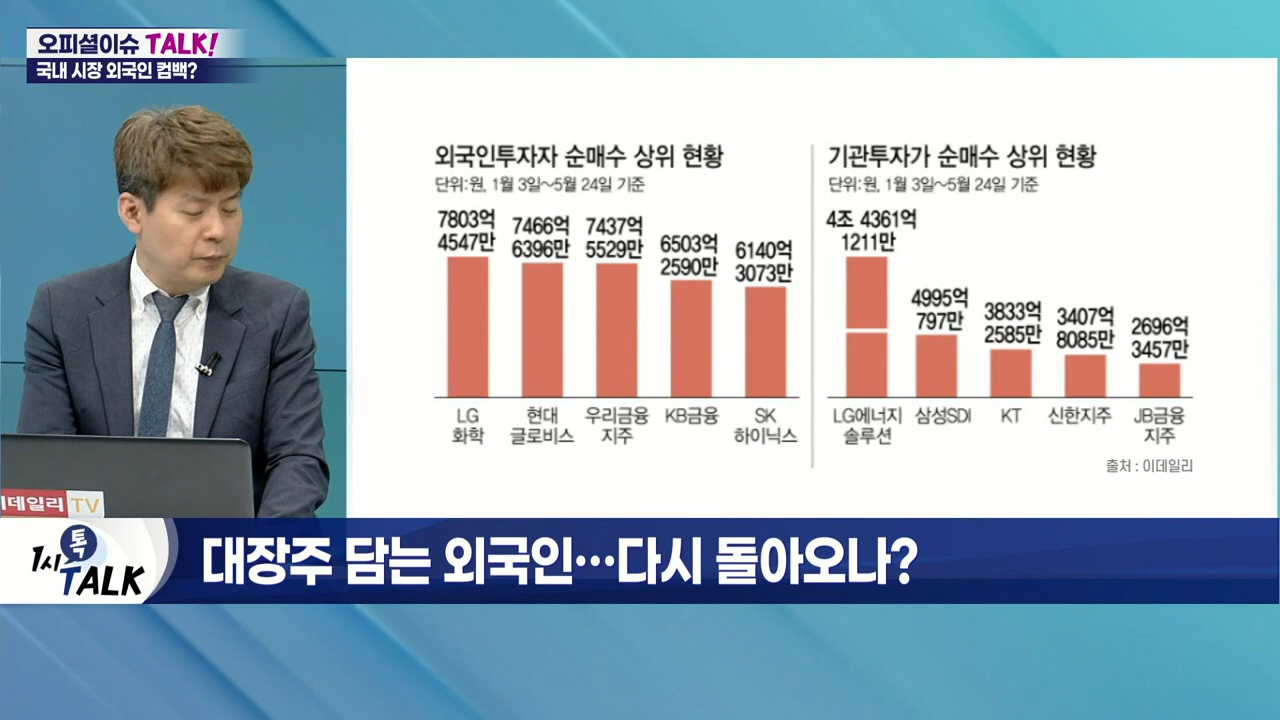 오피셜이슈 TALK!
국내 시장 외국인 컴백?
외국인투자자 순매수 상위 현황
단위:원, 1월 3일~5월 24일 기준
7803억
4547만
7466억
6396만
7437억
5529만
6503억
2590만
6140억
3073만
LG
화학
현대
글로비스
우리금융
지주
KB금융
SK
하이닉스
기관투자가 순매수 상위 현황
단위:원, 1월 3일~5월 24일 기준
4조 4361억
1211만
4995억
797만
3833억
2585만
3407억
8085만
2696억
3457만
LG에너지
솔루션
삼성SDI
KT
신한지주
JB금융
지주
출처 : 이데일리
이데일리 TV
1시 톡 TALK
대장주 담는 외국인…다시 돌아오나?